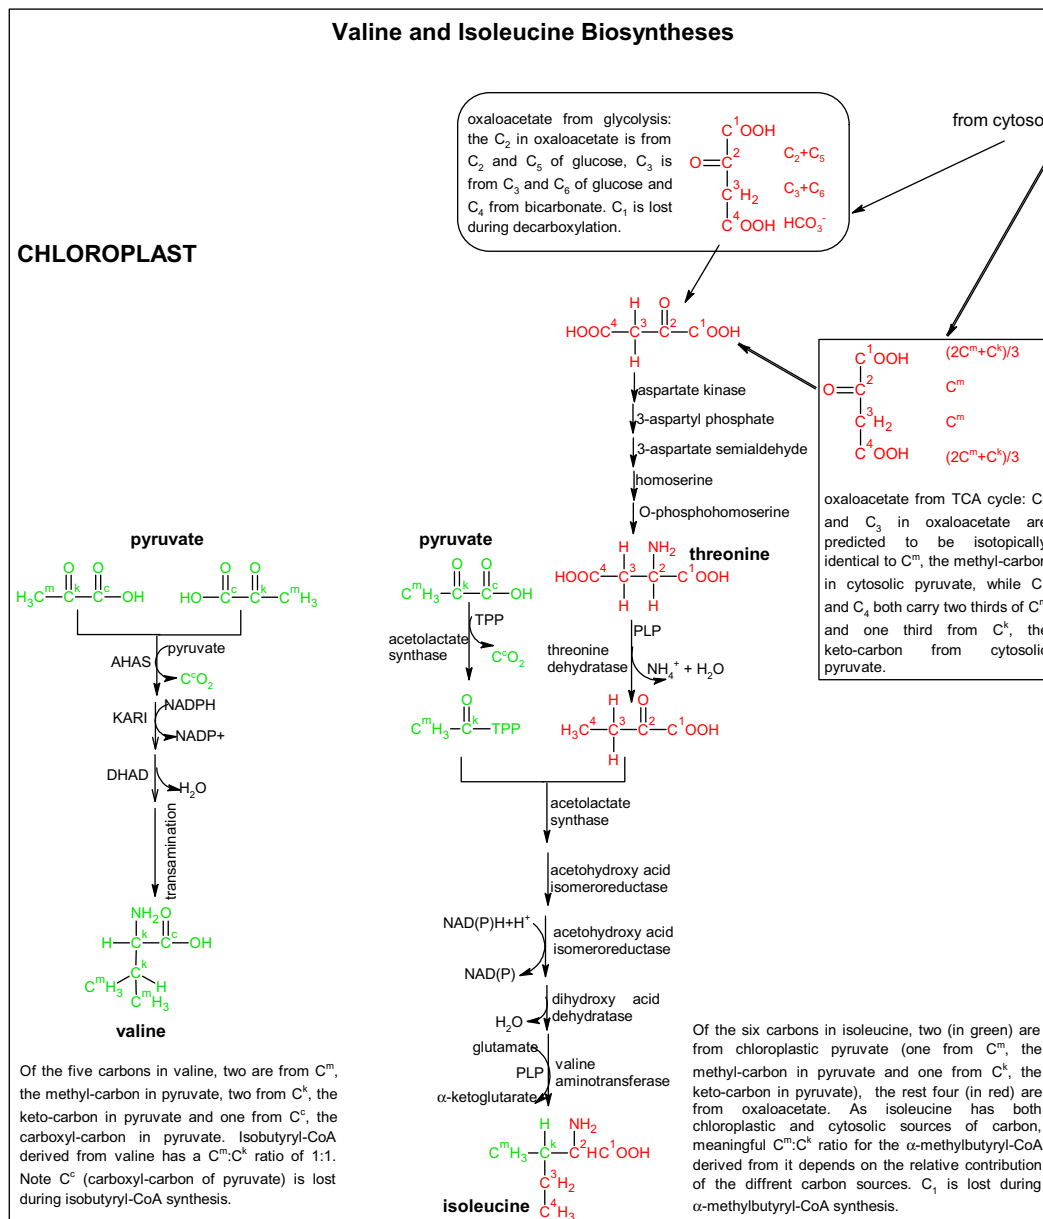 Valine and Isoleucine Biosyntheses
oxaloacetate from glycolysis:
the C2 in oxaloacetate is from
C2 and C5 of glucose, C3 is
from C3 and C6 of glucose and
C4 from bicarbonate. C1 is lost
during decarboxylation.
C1OOH
O=C2 C2+C5
C3H2 C3+C6
C4OOH HCO3-
from cytoso
CHLOROPLAST
H O
HOOC4 C3 C2 C1OOH
H
aspartate kinase
3-aspartyl phosphate
3-aspartate semialdehyde
homoserine
O-phosphohomoserine
C1OOH (2Cm+Ck)/3
O=C2 Cm
C3H2 Cm
C4OOH (2Cm+Ck)/3
oxaloacetate from TCA cycle: C
and C3 in oxaloacetate are
predicted to be isotopically
identical to Cm, the methyl-carbon
in cytosolic pyruvate, while C
and C4 both carry two thirds of Cm
and one third from Ck, the
keto-carbon from cytosolic
pyruvate.
pyruvate
O O O O
H3Cm Ck Cc OH HO Cc Ck CmH3
AHAS pyruvate
CcO2
KARI NADPH
NADP+
DHAD H2O
transamination
NH2 O
H Ck Cc OH
Ck H
CmH3 CmH3
valine
Of the five carbons in valine, two are from Cm,
the methyl-carbon in pyruvate, two from Ck, the
keto-carbon in pyruvate and one from Cc, the
carboxyl-carbon in pyruvate. Isobutyryl-CoA
derived from valine has a Cm:Ck ratio of 1:1.
Note Cc (carboxyl-carbon of pyruvate) is lost
during isobutyryl-CoA synthesis.
pyruvate
O O
CmH3 Ck Cc OH
TPP
acetolactate
synthase
CcO2
O
CmH3 Ck TPP
H NH2 threonine
HOOC4 C3 C2 C1OOH
H H
PLP
threonine
dehydratase
NH4+ + H2O
H O
H3C4 C3 C2 C1OOH
H
acetolactate
synthase
acetohydroxy acid
isomeroreductase
NAD(P)H+H+
acetohydroxy acid
isomeroreductase
NAD(P)
dihydroxy acid
dehydratase
H2O
glutamate
PLP
valine
aminotransferase
α-ketoglutarate
H NH2
CmH3 Ck C2HC1OOH
C3H2
C4H3
isoleucine
Of the six carbons in isoleucine, two (in green) are
from chloroplastic pyruvate (one from Cm, the
methyl-carbon in pyruvate and one from Ck, the
keto-carbon in pyruvate), the rest four (in red) are
from oxaloacetate. As isoleucine has both
chloroplastic and cytosolic sources of carbon,
meaningful Cm:Ck ratio for the α-methylbutyryl-CoA
derived from it depends on the relative contribution
of the diffrent carbon sources. C1 is lost during
α-methylbutyryl-CoA synthesis.